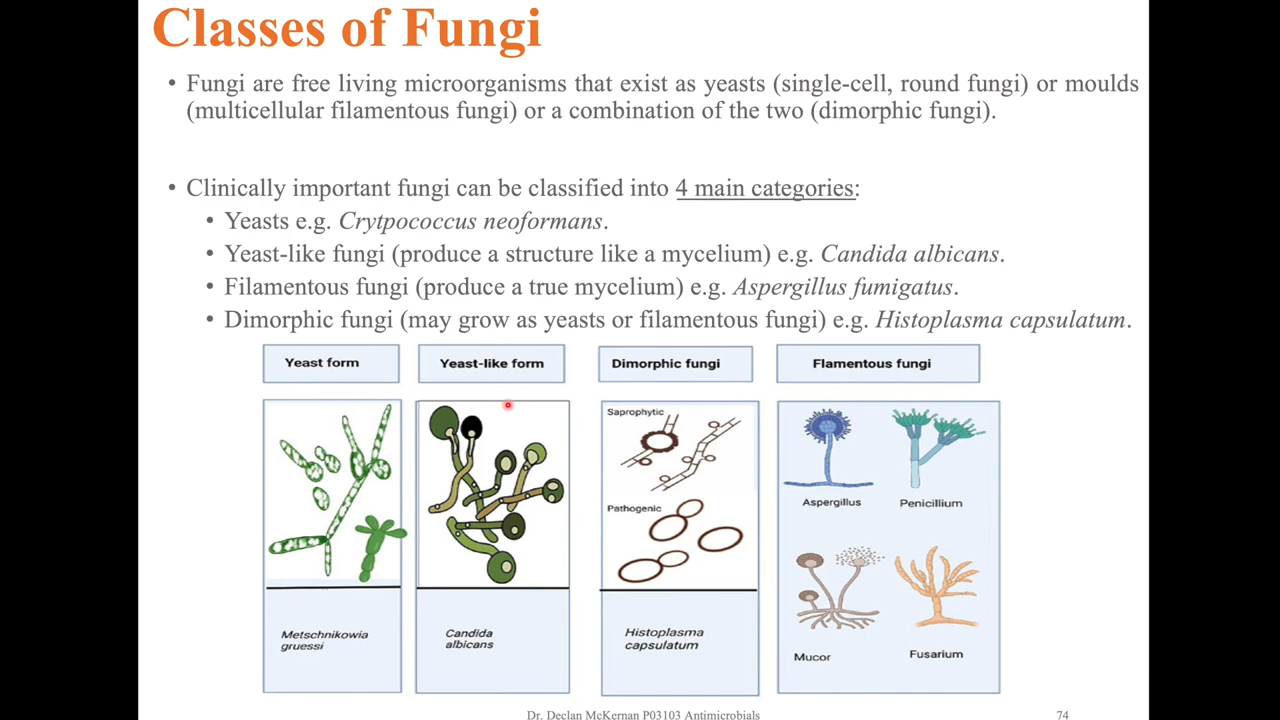 Classes of Fungi
• Fungi are free living microorganisms that exist as yeasts (single-cell, round fungi) or moulds
(multicellular filamentous fungi) or a combination of the two (dimorphic fungi).
• Clinically important fungi can be classified into 4 main categories:
• Yeasts e.g. Crytpococcus neoformans.
• Yeast-like fungi (produce a structure like a mycelium) e.g. Candida albicans.
• Filamentous fungi (produce a true mycelium) e.g. Aspergillus fumigatus.
• Dimorphic fungi (may grow as yeasts or filamentous fungi) e.g. Histoplasma capsulatum.
Yeast form
Yeast-like form
Dimorphic fungi
Flamentous fungi
Saprophytic
Pathogenic
Aspergillus
Penicillium
Mucor
Fusarium
Metschnikowia
gruessi
Candida
albicans
Histoplasma
capsulatum
Dr. Declan McKernan P03103 Antimicrobials
74